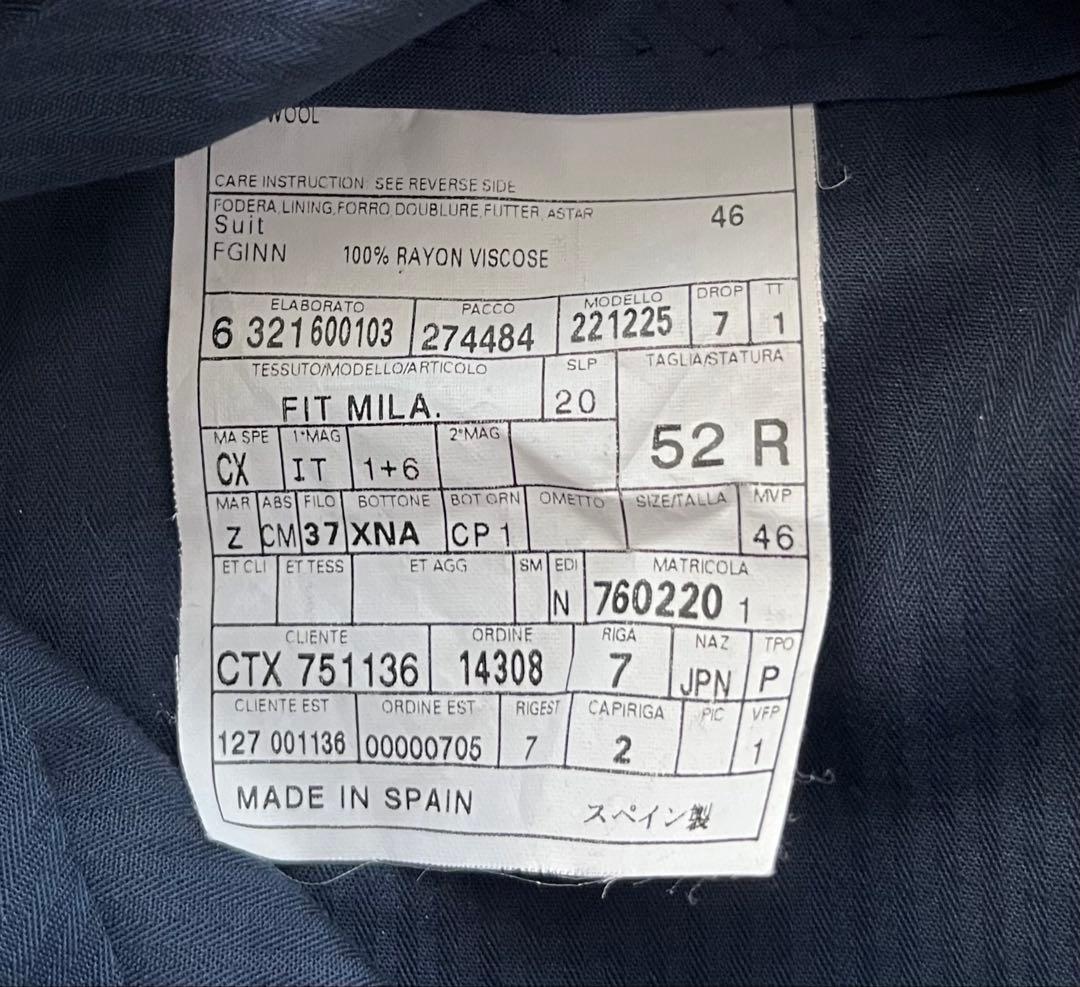 WOOL
CARE INSTRUCTION: SEE REVERSE SIDE
FODERA,LINING,FORRO,DOUBLURE,FUTTER, ASTAR
Suit 46
FGINN 100% RAYON VISCOSE
ELABORATO PACCO MODELLO DROP TT
6 321600103 274484 221225 7 1
TESSUTO/MODELLO/ARTICOLO SLP TAGLIA/STATURA
FIT MILA. 20 52 R
MA SPE 1°MAG 2°MAG
CX IT 1+6
MAR ABS FILO BOTTONE BOT GRN OMETTO SIZE/TALLA MVP
Z CM 37 XNA CP 1 46
ET CLI ET TESS ET AGG SM EDI MATRICOLA
N 760220 1
CLIENTE ORDINE RIGA NAZ TPO
CTX 751136 14308 7 JPN P
CLIENTE EST ORDINE EST RIGEST CAPIRIGA PIC VFP
127 001136 00000705 7 2 1
MADE IN SPAIN スペイン製